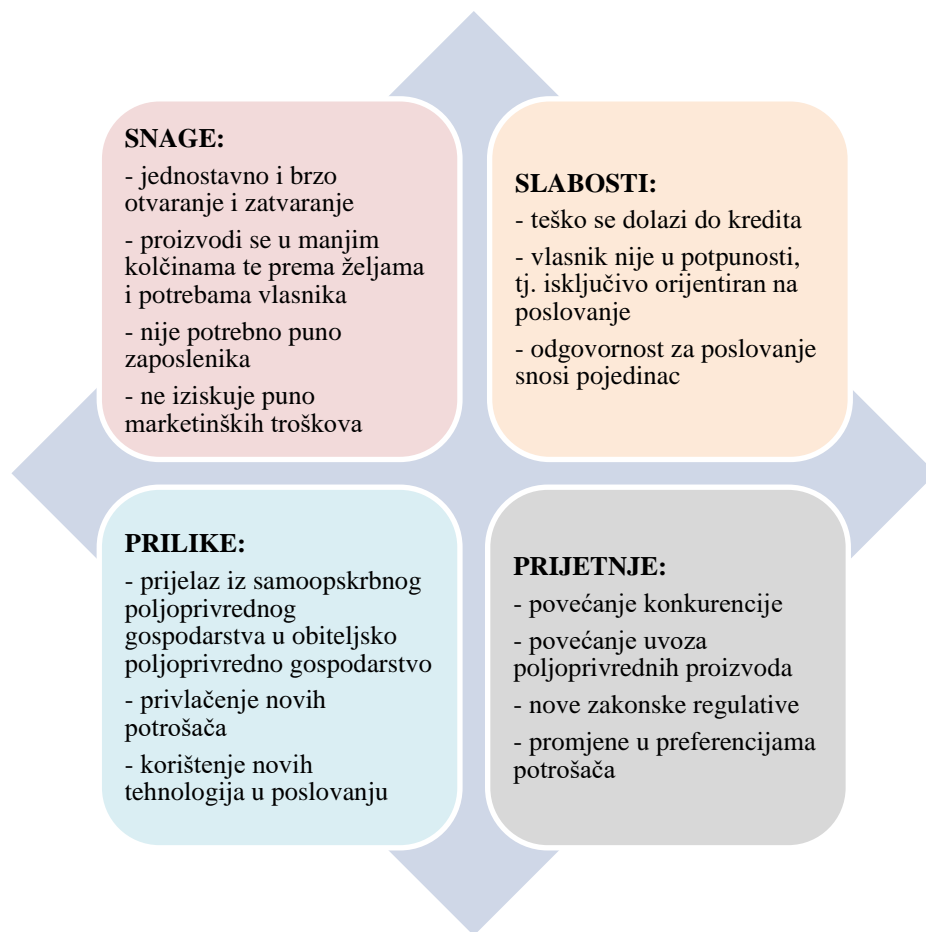 SNAGE:
- jednostavno i brzo
otvaranje i zatvaranje
- proizvodi se u manjim
kolčinama te prema željama
i potrebama vlasnika
- nije potrebno puno
zaposlenika
- ne iziskuje puno
marketinških troškova
SLABOSTI:
- teško se dolazi do kredita
- vlasnik nije u potpunosti,
tj. isključivo orijentiran na
poslovanje
- odgovornost za poslovanje
snosi pojedinac
PRILIKE:
- prijelaz iz samoopskrbnog
poljoprivrednog
gospodarstva u obiteljsko
poljoprivredno gospodarstvo
- privlačenje novih
potrošača
- korištenje novih
tehnologija u poslovanju
PRIJETNJE:
- povećanje konkurencije
- povećanje uvoza
poljoprivrednih proizvoda
- nove zakonske regulative
- promjene u preferencijama
potrošača